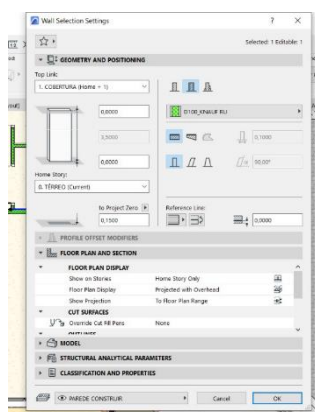 Wall Selection Settings
?
Selected: 1 Editable: 1
GEOMETRY AND POSITIONING
Top Link:
1. COBERTURA (Home + 1)
0,0000
D100_KNAUF RU
3,5000
0,1000
0,0000
90,00°
Home Story:
0. TÉRREO (Current)
to Project Zero
Reference Line:
0,1500
0,0000
PROFILE OFFSET MODIFIERS
FLOOR PLAN AND SECTION
FLOOR PLAN DISPLAY
Show on Stories Home Story Only
Floor Plan Display Projected with Overhead
Show Projection To Floor Plan Range
CUT SURFACES
Override Cut Fill Pens None
OUTLINES
MODEL
STRUCTURAL ANALYTICAL PARAMETERS
CLASSIFICATION AND PROPERTIES
PAREDE CONSTRUIR
Cancel
OK